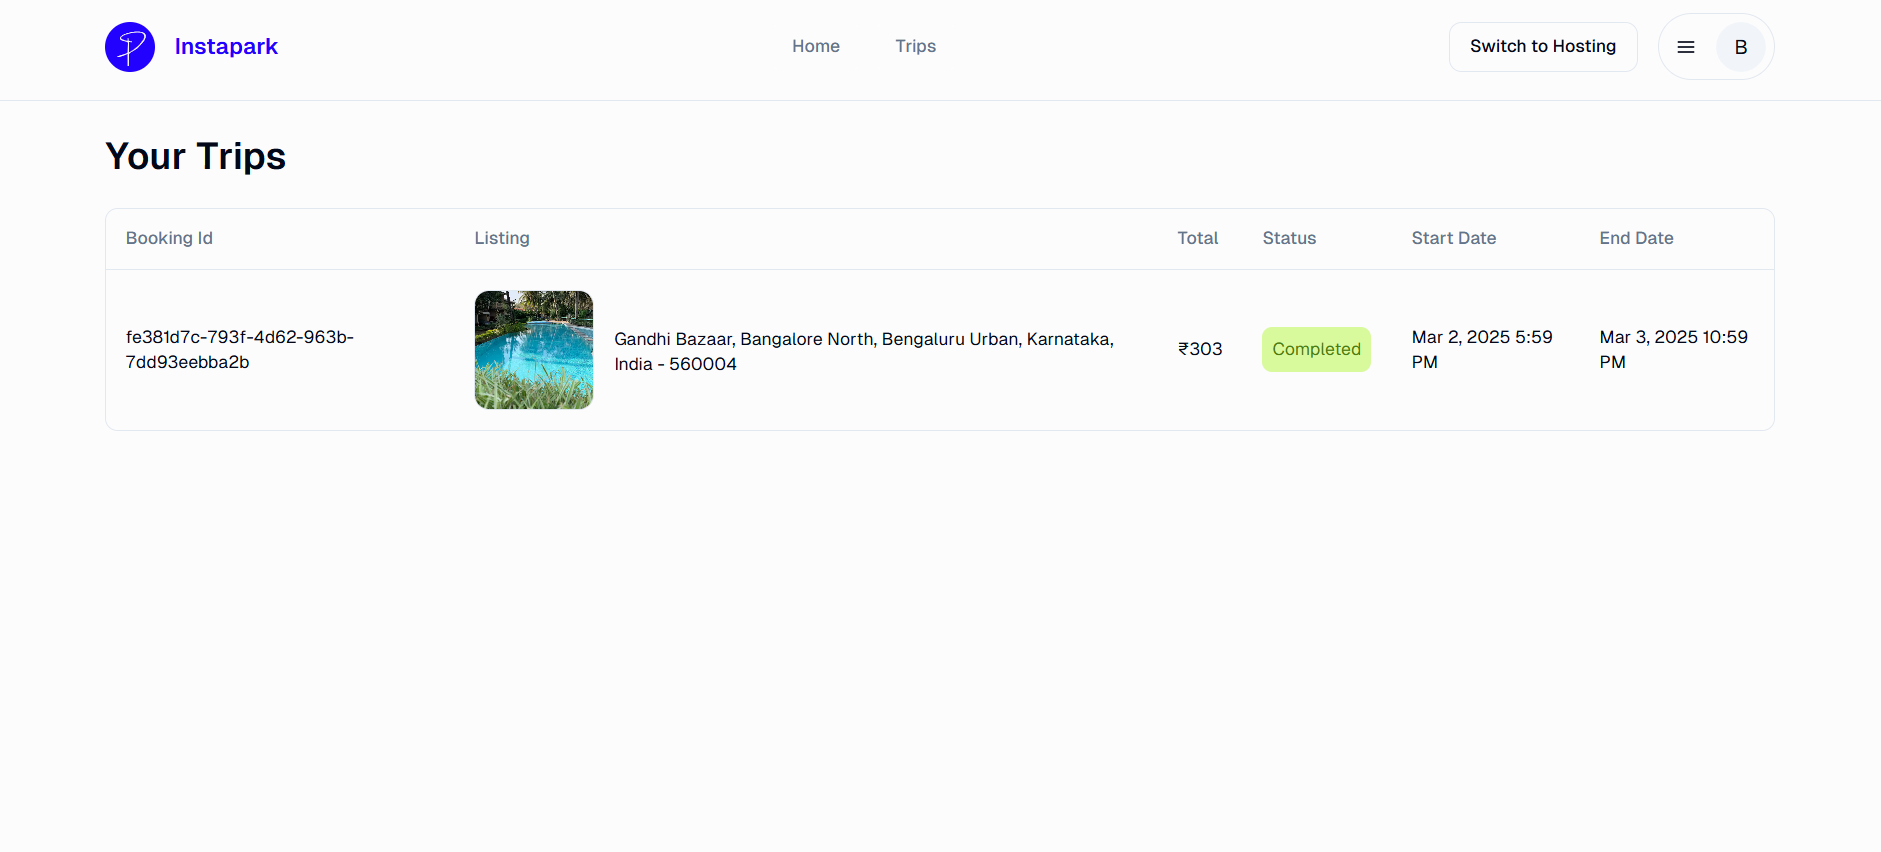 Instapark
Home
Trips
Switch to Hosting
B
Your Trips
Booking Id
Listing
Total
Status
Start Date
End Date
fe381d7c-793f-4d62-963b-
7dd93eebba2b
Gandhi Bazaar, Bangalore North, Bengaluru Urban, Karnataka,
India - 560004
₹303
Completed
Mar 2, 2025 5:59
PM
Mar 3, 2025 10:59
PM